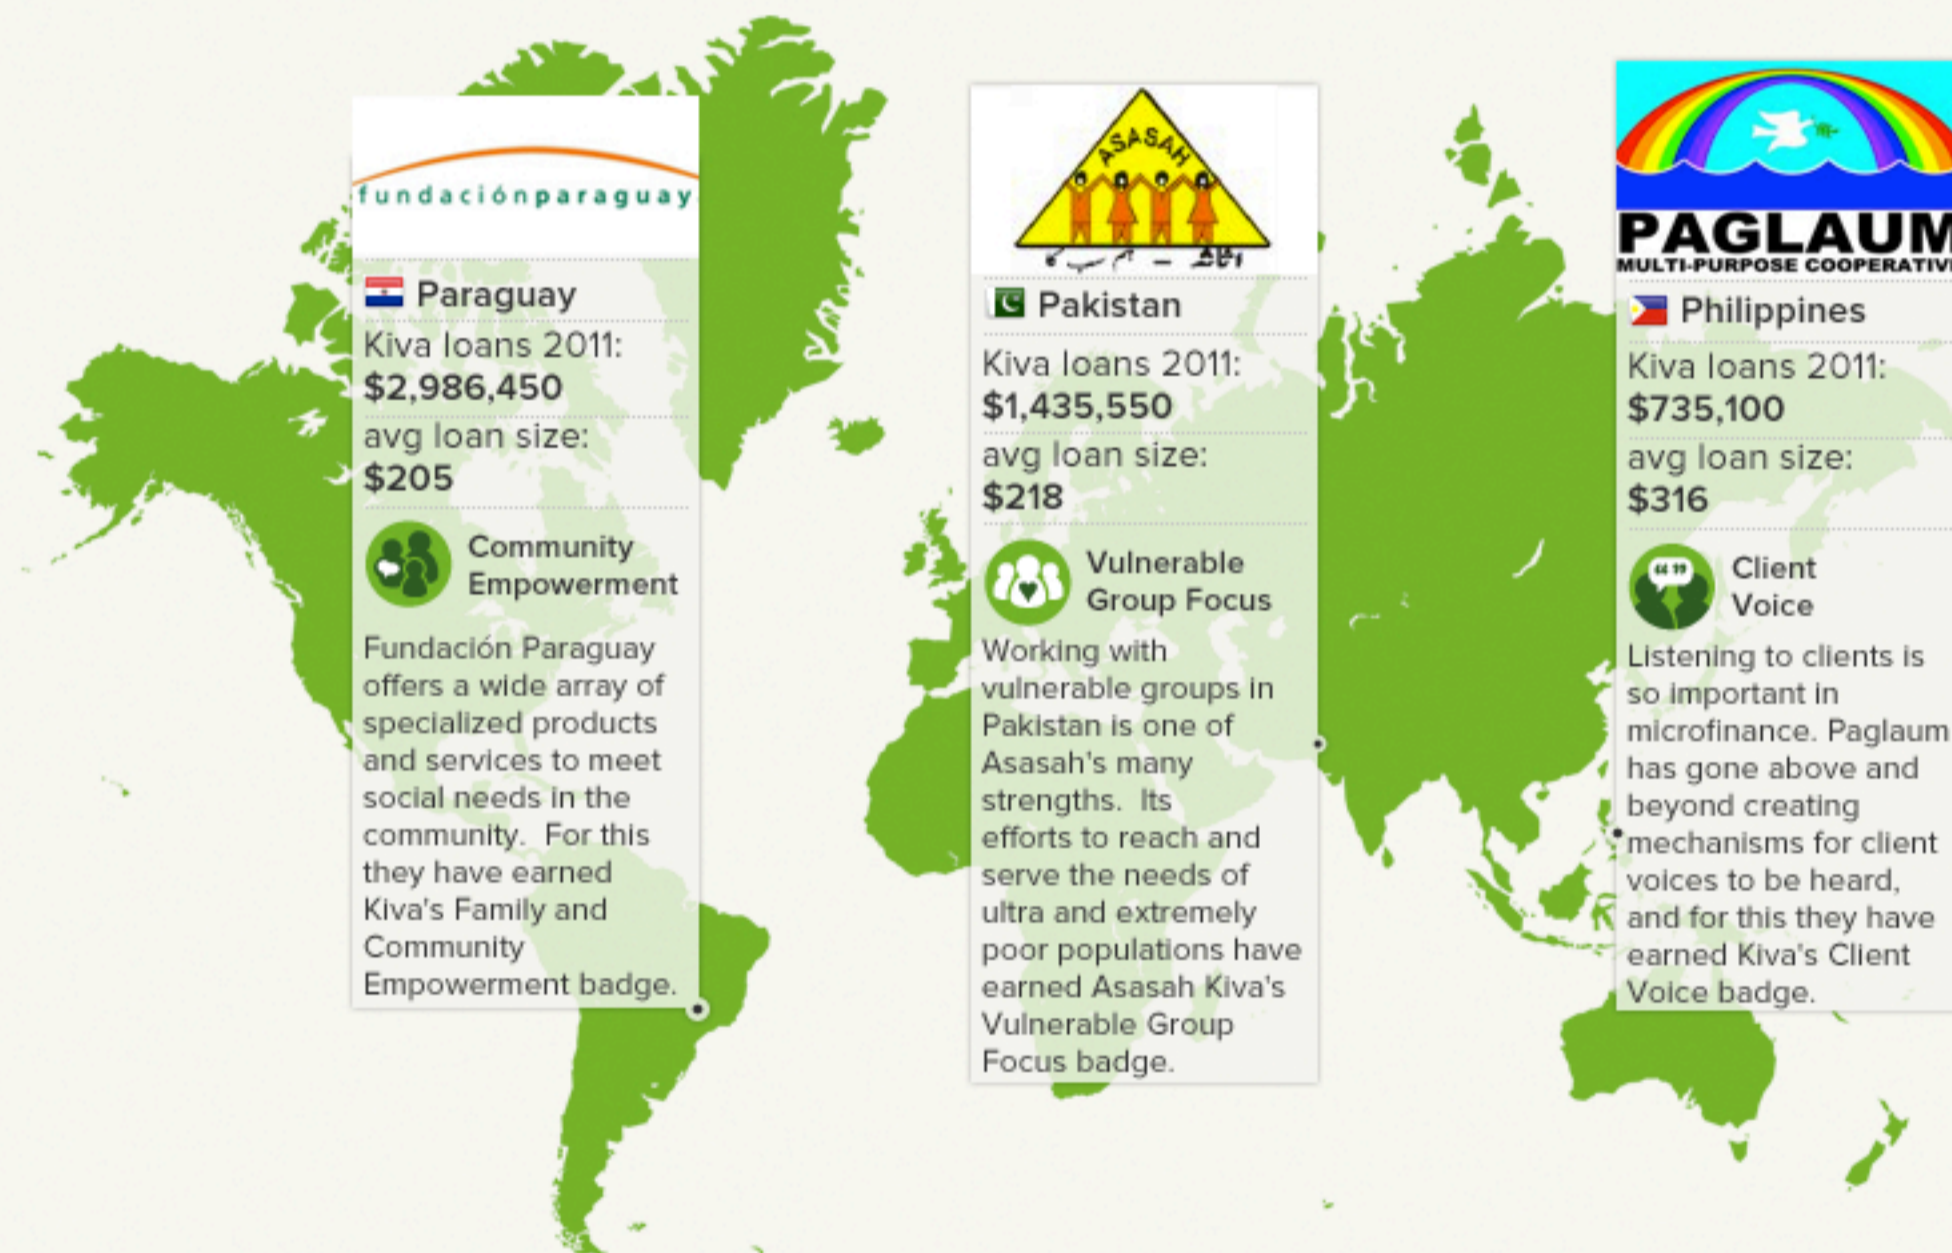 fundaciónparaguay
Paraguay
Kiva loans 2011:
$2,986,450
avg loan size:
$205
Community
Empowerment
Fundación Paraguay
offers a wide array of
specialized products
and services to meet
social needs in the
community.  For this
they have earned
Kiva's Family and
Community
Empowerment badge.
ASASAH
Pakistan
Kiva loans 2011:
$1,435,550
avg loan size:
$218
Vulnerable
Group Focus
Working with
vulnerable groups in
Pakistan is one of
Asasah's many
strengths.  Its
efforts to reach and
serve the needs of
ultra and extremely
poor populations have
earned Asasah Kiva's
Vulnerable Group
Focus badge.
PAGLAUM
MULTI-PURPOSE COOPERATIV
Philippines
Kiva loans 2011:
$735,100
avg loan size:
$316
Client
Voice
Listening to clients is
so important in
microfinance. Paglaum
has gone above and
beyond creating
mechanisms for client
voices to be heard,
and for this they have
earned Kiva's Client
Voice badge.